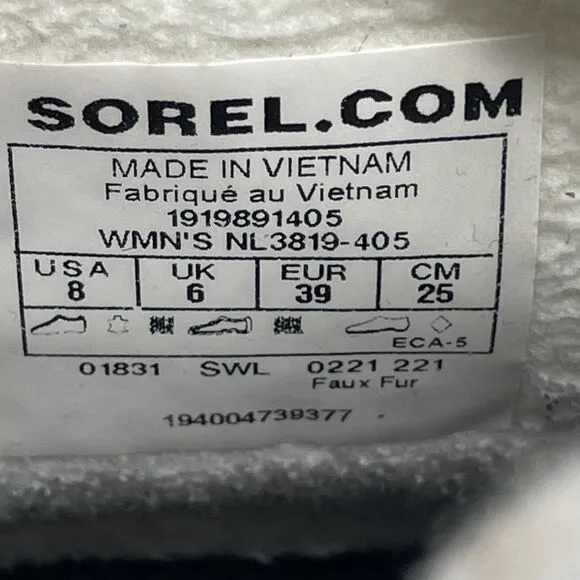 SOREL.COM
MADE IN VIETNAM
Fabriqué au Vietnam
1919891405
WMN'S NL3819-405
USA UK EUR CM
8 6 39 25
ECA-5
01831 SWL 0221 221
Faux Fur
194004739377